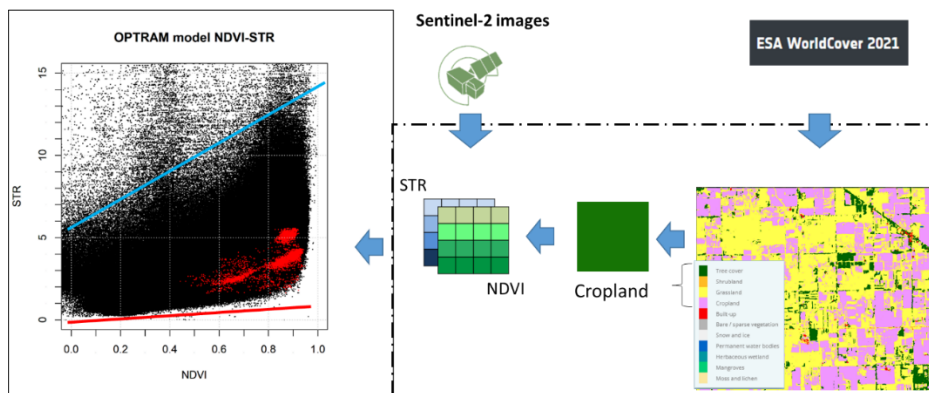 OPTRAM model NDVI-STR
15
10
5
0
STR
0.0 0.2 0.4 0.6 0.8 1.0
NDVI
Sentinel-2 images
ESA WorldCover 2021
STR
NDVI
Cropland
Tree cover
Shrubland
Grassland
Cropland
Built-up
Bare / sparse vegetation
Snow and ice
Permanent water bodies
Herbaceous wetland
Mangroves
Moss and lichen